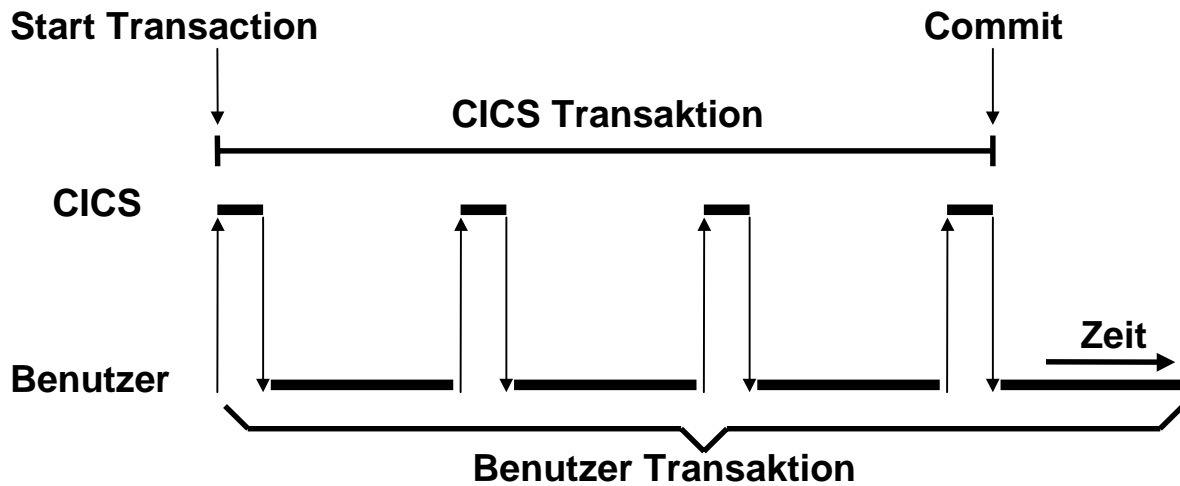 Start Transaction
Commit
CICS Transaktion
CICS
Zeit
Benutzer
Benutzer Transaktion